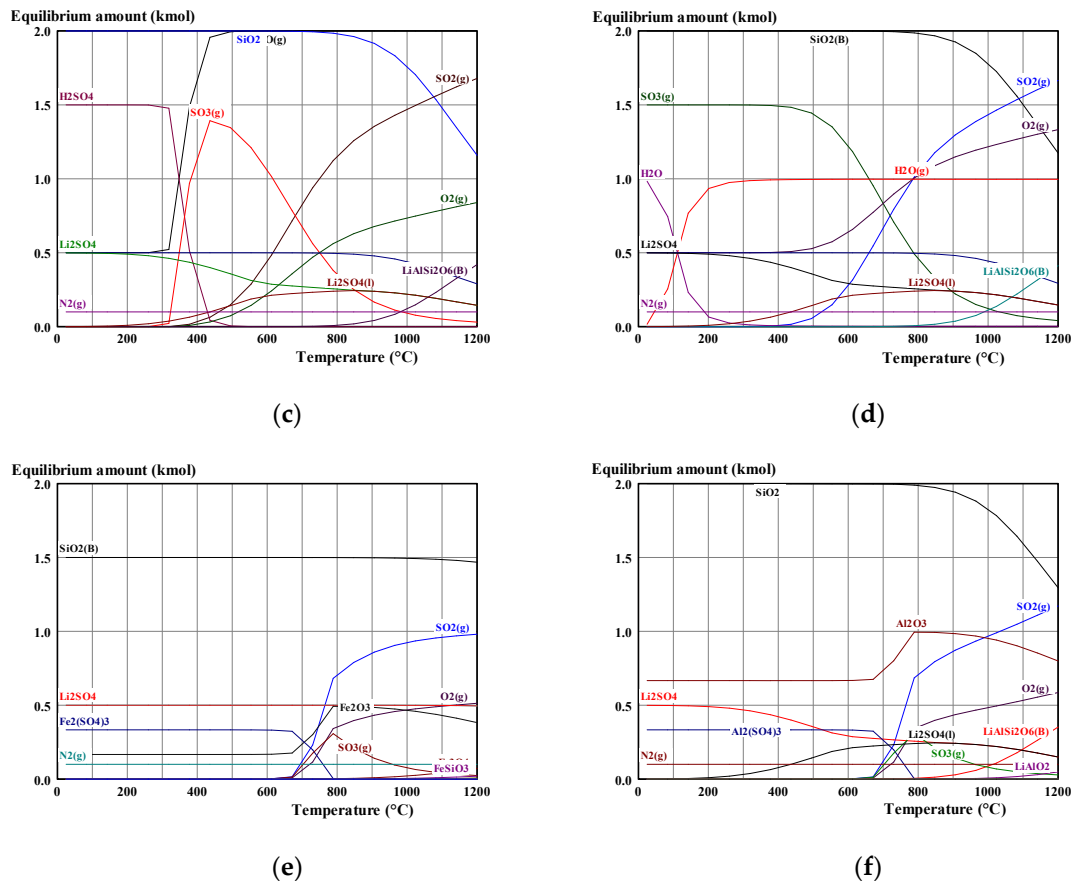 Equilibrium amount (kmol)
2.0
1.5
1.0
0.5
0.0
0
200
400
600
800
1000
1200
Temperature (°C)
SiO2
O(g)
H2SO4
SO3(g)
SO2(g)
O2(g)
Li2SO4
LiAlSi2O6(B)
Li2SO4(l)
N2(g)
(c)
Equilibrium amount (kmol)
2.0
1.5
1.0
0.5
0.0
0
200
400
600
800
1000
1200
Temperature (°C)
SiO2(B)
SO3(g)
SO2(g)
O2(g)
H2O
H2O(g)
Li2SO4
LiAlSi2O6(B)
Li2SO4(l)
N2(g)
(d)
Equilibrium amount (kmol)
2.0
1.5
1.0
0.5
0.0
0
200
400
600
800
1000
1200
Temperature (°C)
SiO2(B)
SO2(g)
Li2SO4
O2(g)
Fe2O3
Fe2(SO4)3
SO3(g)
N2(g)
FeSiO3
(e)
Equilibrium amount (kmol)
2.0
1.5
1.0
0.5
0.0
0
200
400
600
800
1000
1200
Temperature (°C)
SiO2
SO2(g)
Al2O3
Li2SO4
O2(g)
Al2(SO4)3
Li2SO4(l)
LiAlSi2O6(B)
SO3(g)
N2(g)
LiAlO2
(f)